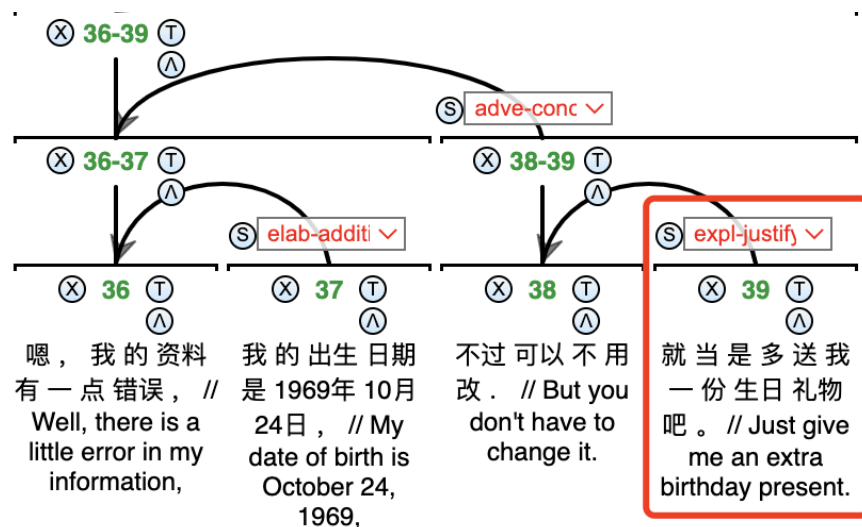 X 36-39 T
Λ
S adve-conc
X 36-37 T
Λ
X 38-39 T
Λ
S elab-additi
S expl-justify
X 36 T
Λ
嗯 ， 我 的 资料
有 一 点 错误 ， //
Well, there is a
little error in my
information,
X 37 T
Λ
我 的 出生 日期
是 1969年 10月
24日 ， // My
date of birth is
October 24,
1969,
X 38 T
Λ
不过 可以 不 用
改 . // But you
don't have to
change it.
X 39 T
Λ
就 当 是 多 送 我
一 份 生日 礼物
吧 。 // Just give
me an extra
birthday present.